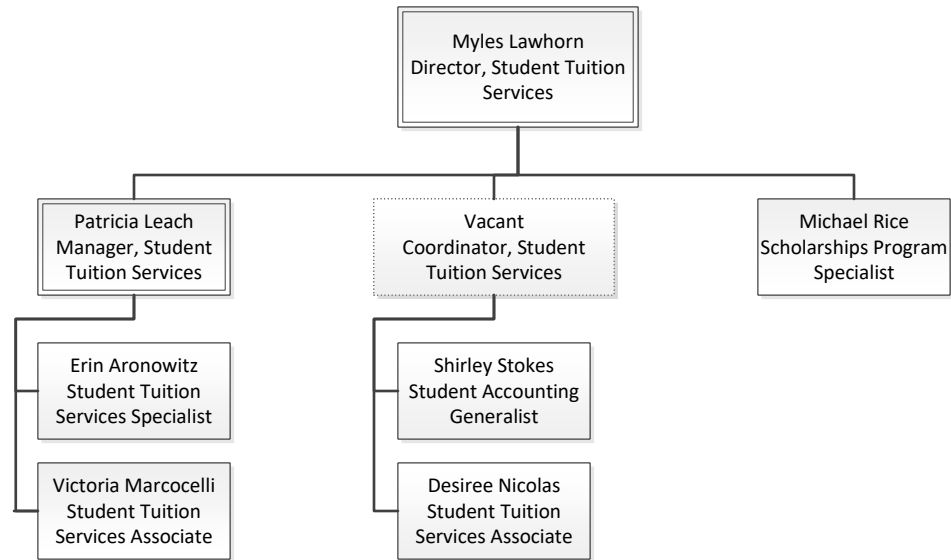 Myles Lawhorn
Director, Student Tuition
Services
Patricia Leach
Manager, Student
Tuition Services
Vacant
Coordinator, Student
Tuition Services
Michael Rice
Scholarships Program
Specialist
Erin Aronowitz
Student Tuition
Services Specialist
Shirley Stokes
Student Accounting
Generalist
Victoria Marcocelli
Student Tuition
Services Associate
Desiree Nicolas
Student Tuition
Services Associate